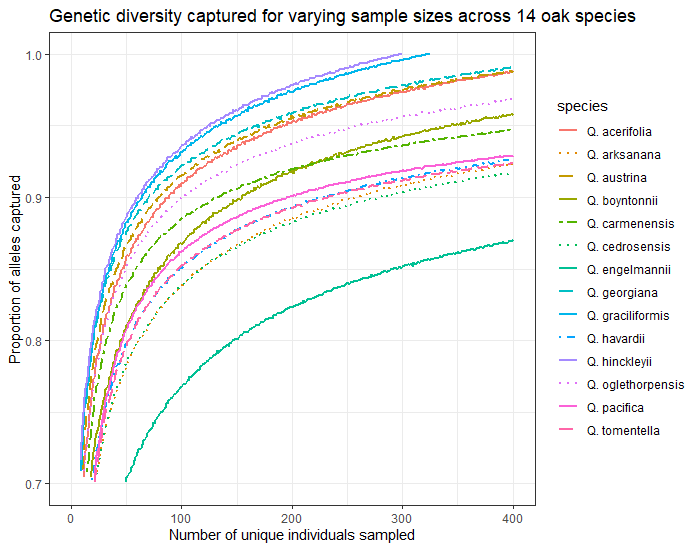 Genetic diversity captured for varying sample sizes across 14 oak species
Proportion of alleles captured
1.0
0.9
0.8
0.7
0
100
200
300
400
Number of unique individuals sampled
species
Q. acerifolia
Q. arksanana
Q. austrina
Q. boyntonnii
Q. carmenensis
Q. cedrosensis
Q. engelmannii
Q. georgiana
Q. graciliformis
Q. havardii
Q. hinckleyii
Q. oglethorpensis
Q. pacifica
Q. tomentella